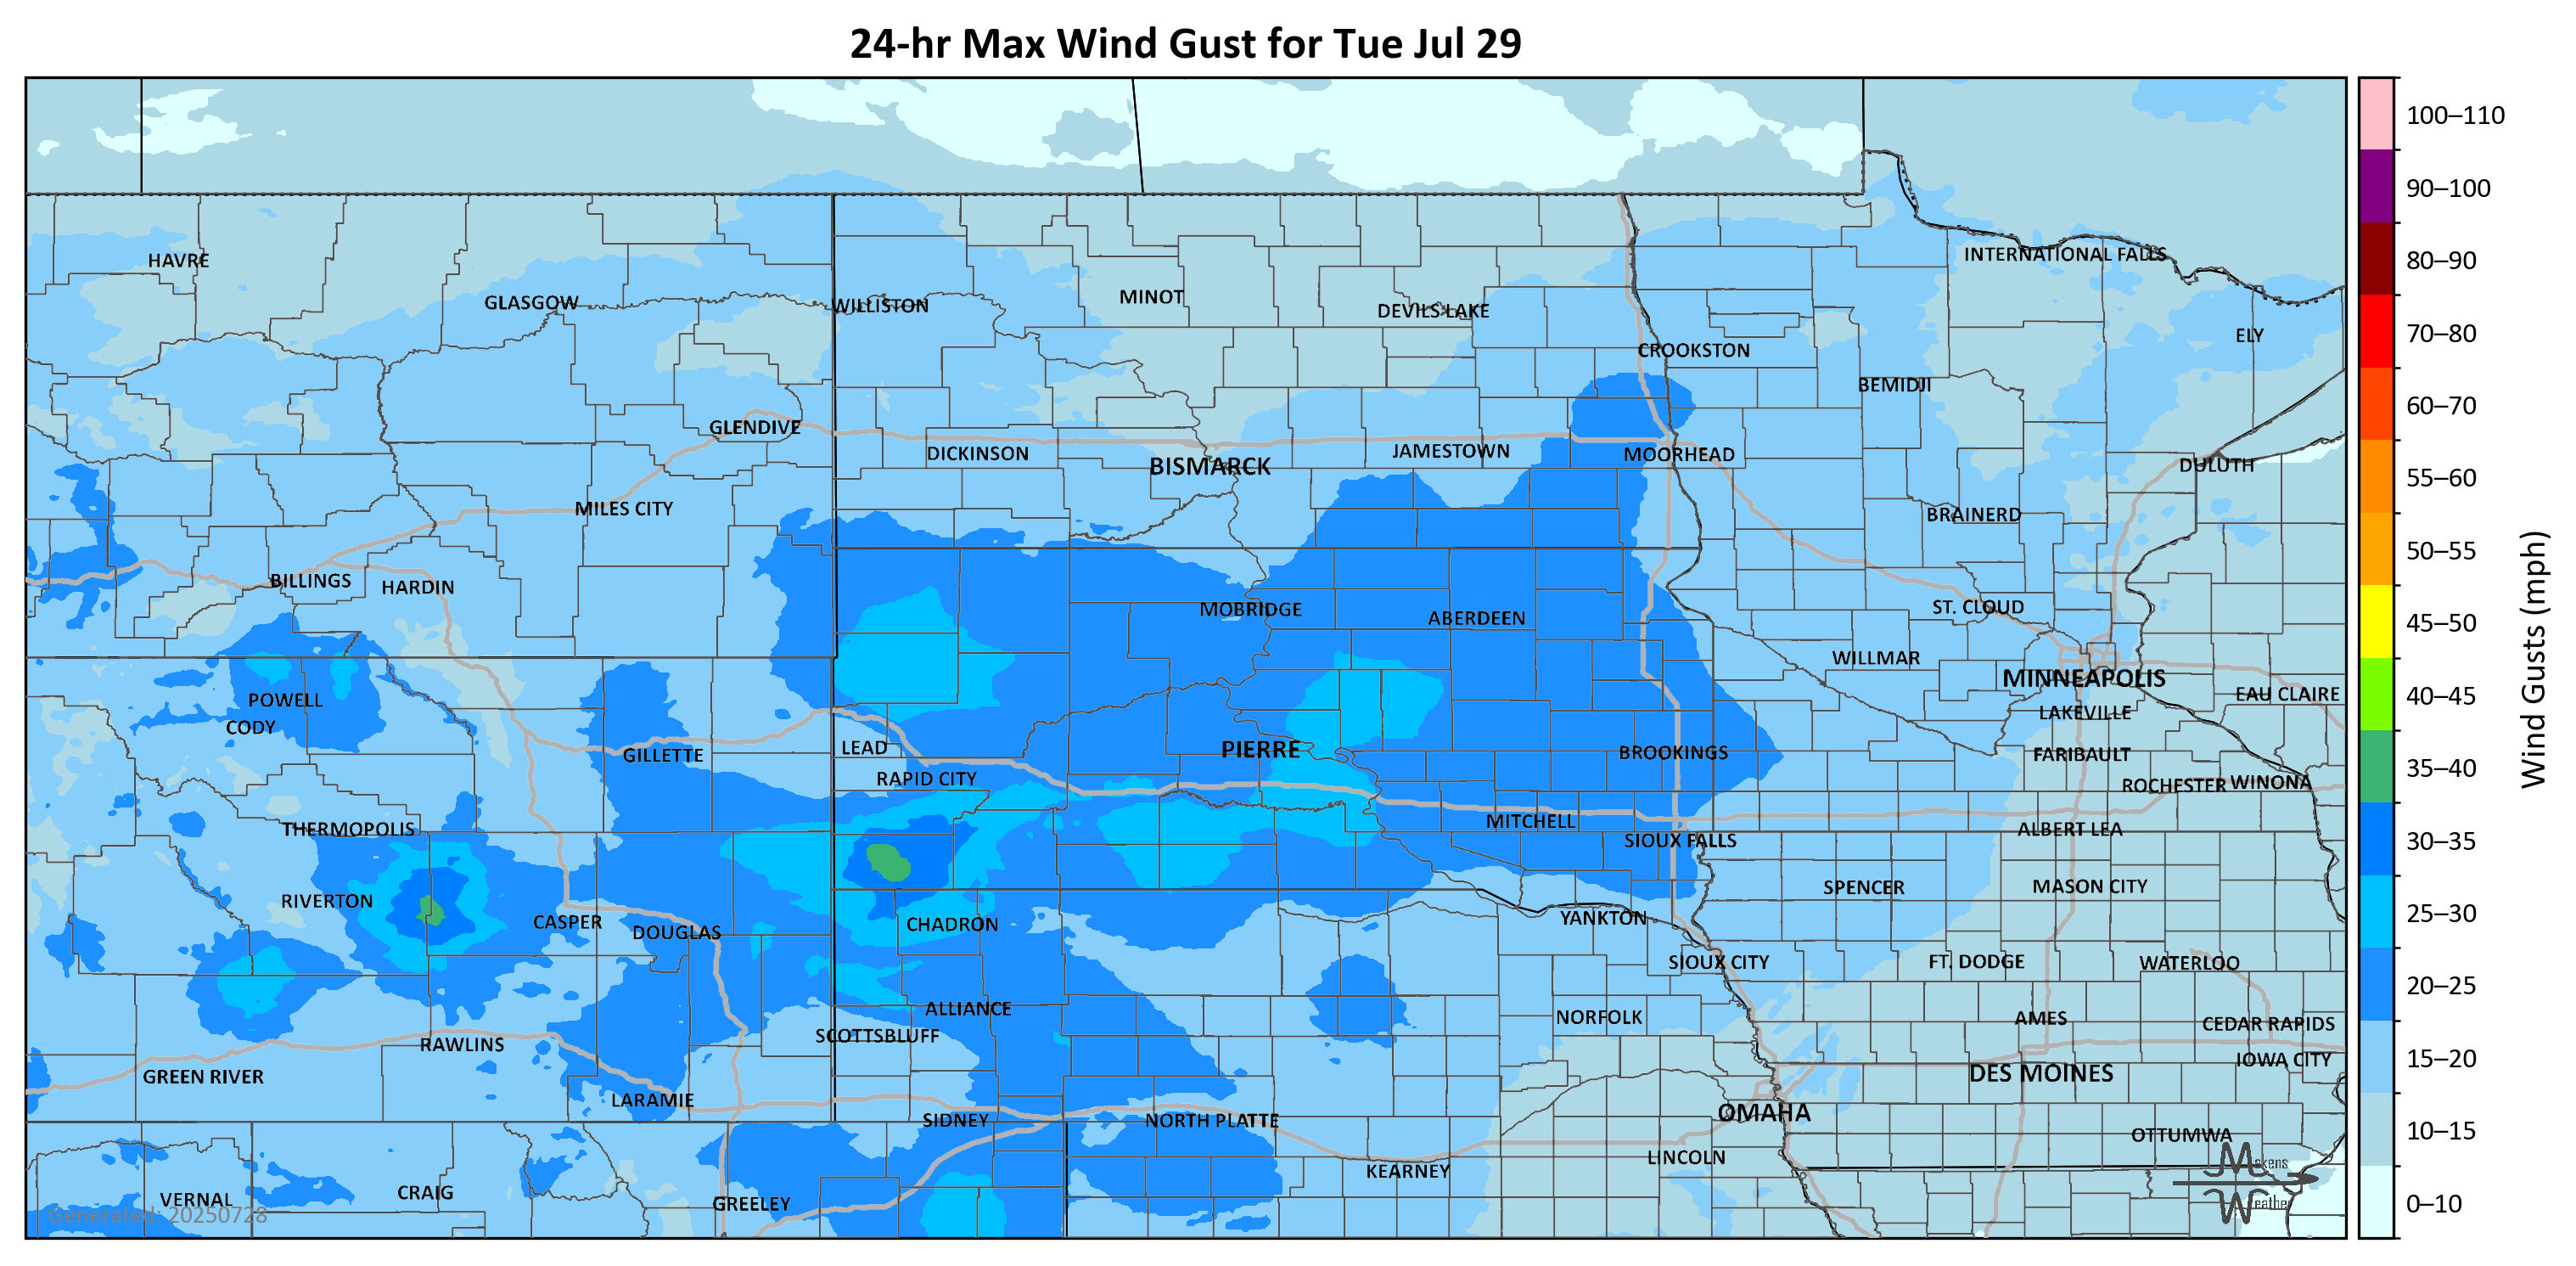 24-hr Max Wind Gust for Tue Jul 29
100–110
90–100
80–90
70–80
60–70
55–60
50–55
45–50
40–45
35–40
30–35
25–30
20–25
15–20
10–15
0–10
Wind Gusts (mph)
HAVRE
INTERNATIONAL FALLS
GLASGOW
WILLISTON
MINOT
DEVILS LAKE
ELY
CROOKSTON
BEMIDJI
GLENDIVE
DICKINSON
BISMARCK
JAMESTOWN
MOORHEAD
DULUTH
MILES CITY
BRAINERD
BILLINGS
HARDIN
MOBRIDGE
ABERDEEN
ST. CLOUD
WILLMAR
MINNEAPOLIS
EAU CLAIRE
POWELL
CODY
LAKEVILLE
GILLETTE
LEAD
PIERRE
BROOKINGS
FARIBAULT
RAPID CITY
ROCHESTER
WINONA
THERMOPOLIS
MITCHELL
SIOUX FALLS
ALBERT LEA
RIVERTON
SPENCER
MASON CITY
CASPER
DOUGLAS
CHADRON
YANKTON
SIOUX CITY
FT. DODGE
WATERLOO
ALLIANCE
SCOTTSBLUFF
NORFOLK
AMES
CEDAR RAPIDS
RAWLINS
IOWA CITY
GREEN RIVER
DES MOINES
LARAMIE
SIDNEY
NORTH PLATTE
OMAHA
OTTUMWA
LINCOLN
KEARNEY
VERNAL
CRAIG
GREELEY
Makens
Weather
Generated: 20250728